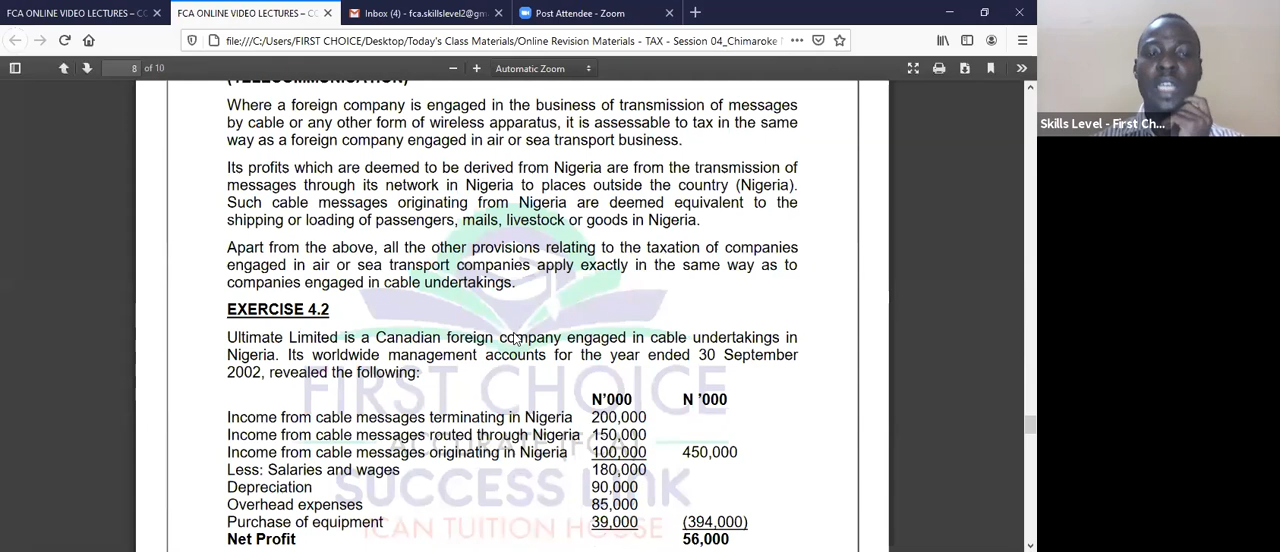 FCA ONLINE VIDEO LECTURES – CC
FCA ONLINE VIDEO LECTURES – CC
Inbox (4) - fca.skillslevel2@gm
Post Attendee - Zoom
file:///C:/Users/FIRST CHOICE/Desktop/Today's Class Materials/Online Revision Materials - TAX - Session 04_Chimaroke
8 of 10
Automatic Zoom
Skills Level - First Ch...
(TELECOMMUNICATION)
Where a foreign company is engaged in the business of transmission of messages
by cable or any other form of wireless apparatus, it is assessable to tax in the same
way as a foreign company engaged in air or sea transport business.
Its profits which are deemed to be derived from Nigeria are from the transmission of
messages through its network in Nigeria to places outside the country (Nigeria).
Such cable messages originating from Nigeria are deemed equivalent to the
shipping or loading of passengers, mails, livestock or goods in Nigeria.
Apart from the above, all the other provisions relating to the taxation of companies
engaged in air or sea transport companies apply exactly in the same way as to
companies engaged in cable undertakings.
EXERCISE 4.2
Ultimate Limited is a Canadian foreign company engaged in cable undertakings in
Nigeria. Its worldwide management accounts for the year ended 30 September
2002, revealed the following:
N'000 N '000
Income from cable messages terminating in Nigeria 200,000
Income from cable messages routed through Nigeria 150,000
Income from cable messages originating in Nigeria 100,000 450,000
Less: Salaries and wages 180,000
Depreciation 90,000
Overhead expenses 85,000
Purchase of equipment 39,000 (394,000)
Net Profit 56,000
FIRST CHOICE
SUCCESS LINK
ICAN TUITION HOUSE